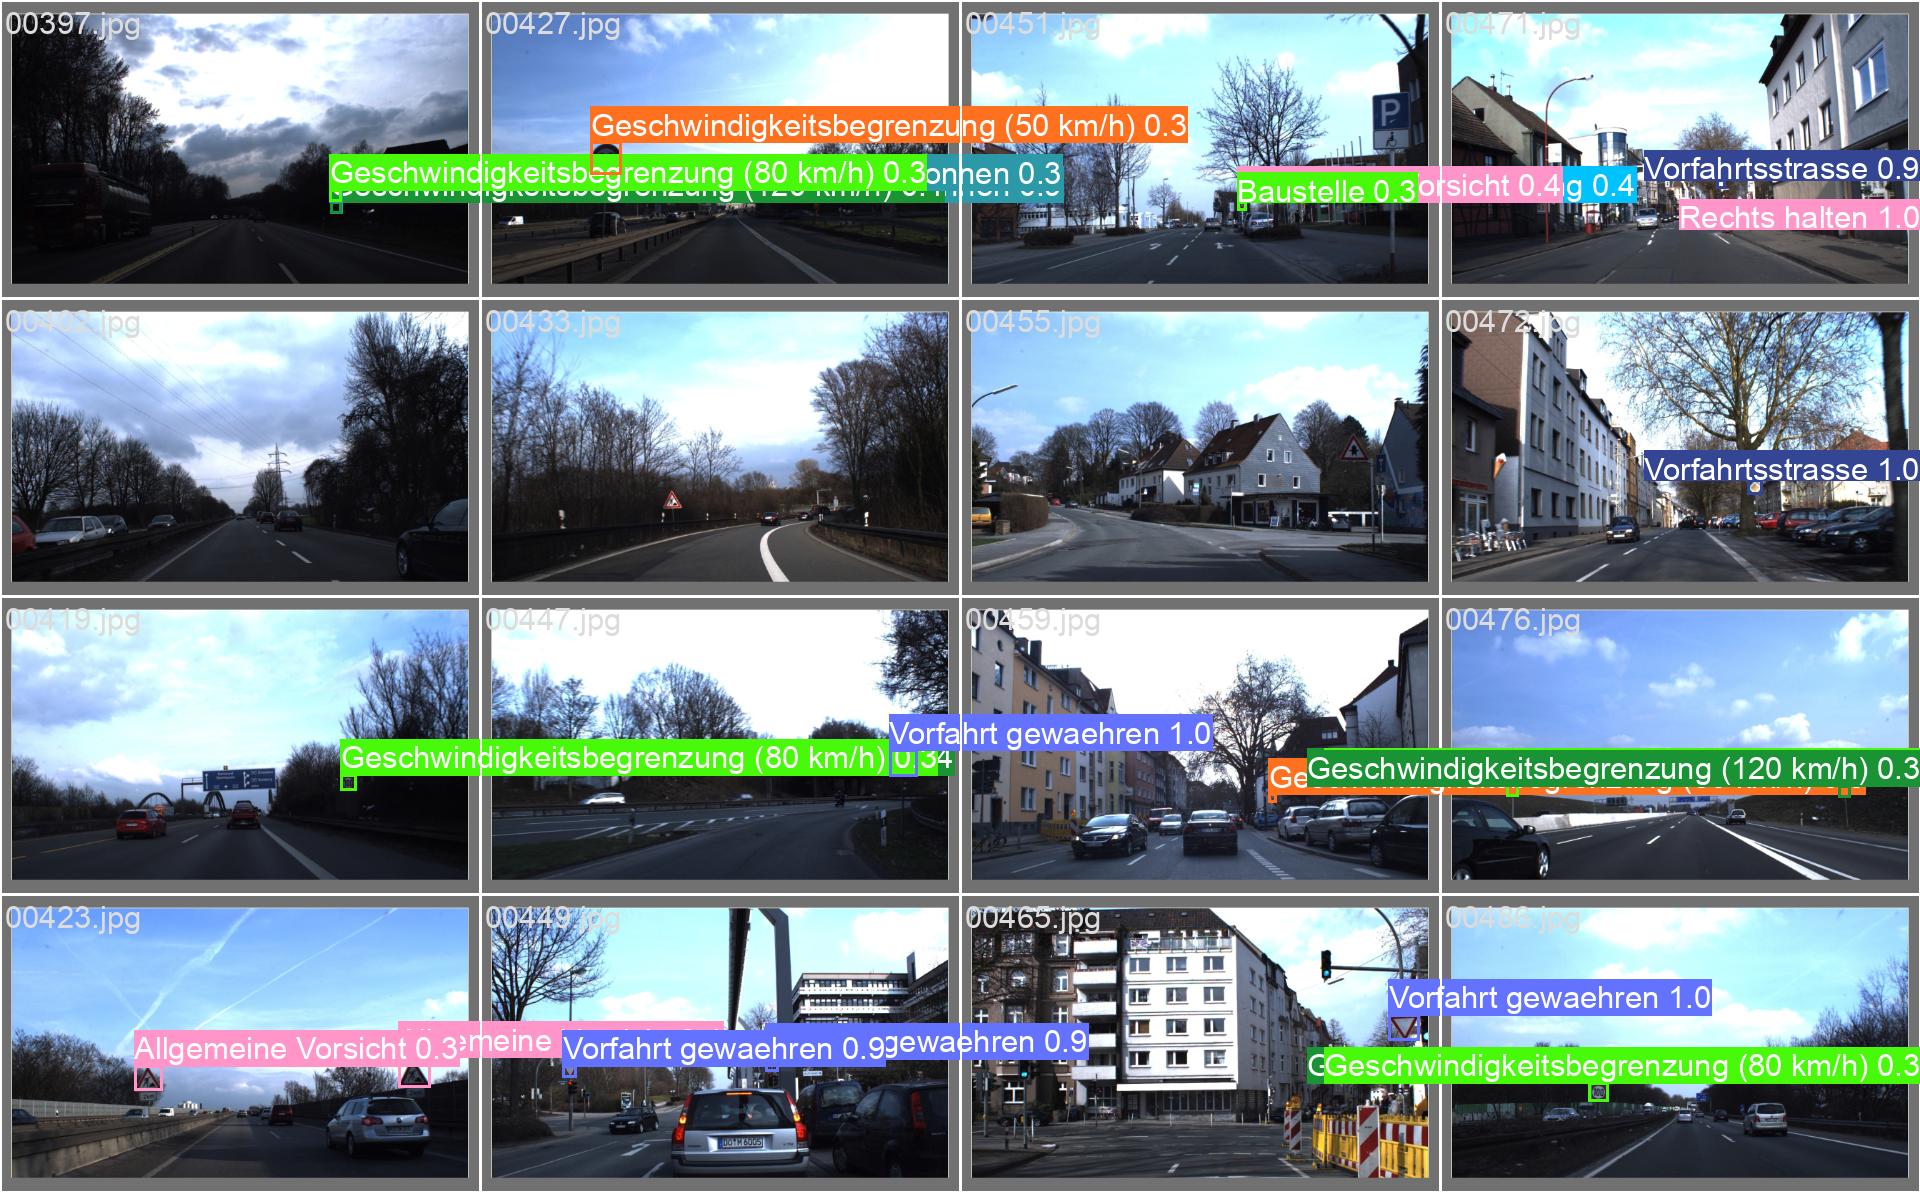 00397.jpg
00427.jpg
00451.jpg
00471.jpg
Geschwindigkeitsbegrenzung (50 km/h) 0.3
P
Geschwindigkeitsbegrenzung (80 km/h) 0.3
onnen 0.3
Baustelle 0.3
orsicht 0.4
g 0.4
Vorfahrtsstrasse 0.9
Rechts halten 1.0
00402.jpg
00433.jpg
00455.jpg
00472.jpg
Vorfahrtsstrasse 1.0
00419.jpg
00447.jpg
00459.jpg
00476.jpg
Geschwindigkeitsbegrenzung (80 km/h) 0.3
4
Vorfahrt gewaehren 1.0
Ge
Geschwindigkeitsbegrenzung (120 km/h) 0.3
00423.jpg
00449.jpg
00465.jpg
00486.jpg
Allgemeine Vorsicht 0.3
emeine
Vorfahrt gewaehren 0.9
gewaehren 0.9
Vorfahrt gewaehren 1.0
G
Geschwindigkeitsbegrenzung (80 km/h) 0.3